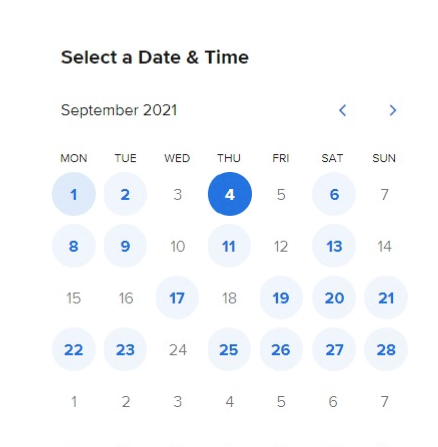 Select a Date & Time
September 2021
MON TUE WED THU FRI SAT SUN
1 2 3 4 5 6 7
8 9 10 11 12 13 14
15 16 17 18 19 20 21
22 23 24 25 26 27 28
1 2 3 4 5 6 7